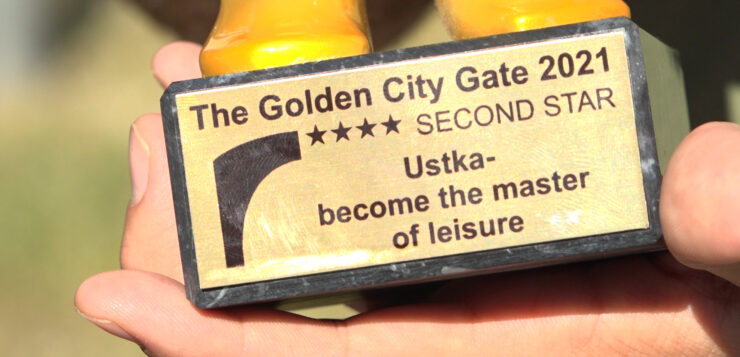 The Golden City Gate 2021
★★★★ SECOND STAR
Ustka-
become the master
of leisure